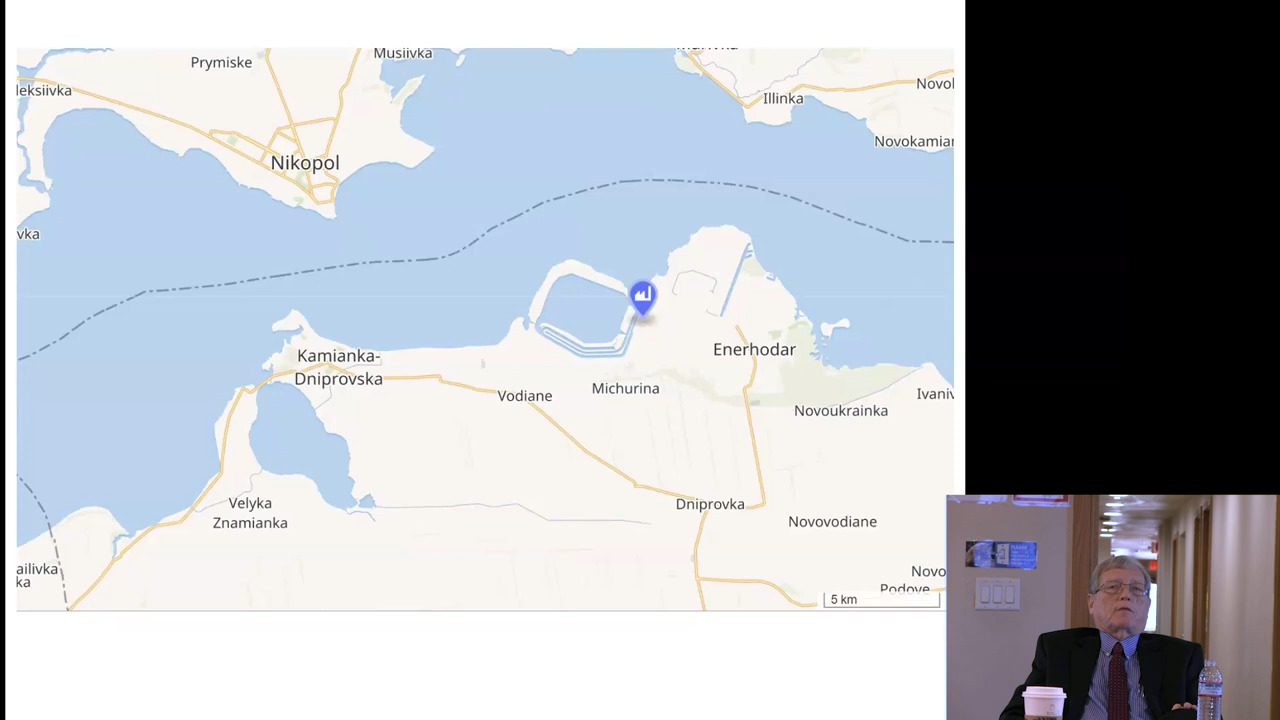 Musiivka
Prymiske
leksiivka
Illinka
Novol
Novokamian
Nikopol
vka
Enerhodar
Kamianka-
Dniprovska
Michurina
Vodiane
Ivaniv
Novoukrainka
Velyka
Znamianka
Dniprovka
Novovodiane
ailivka
ka
Novo
Podove
5 km
PLEASE